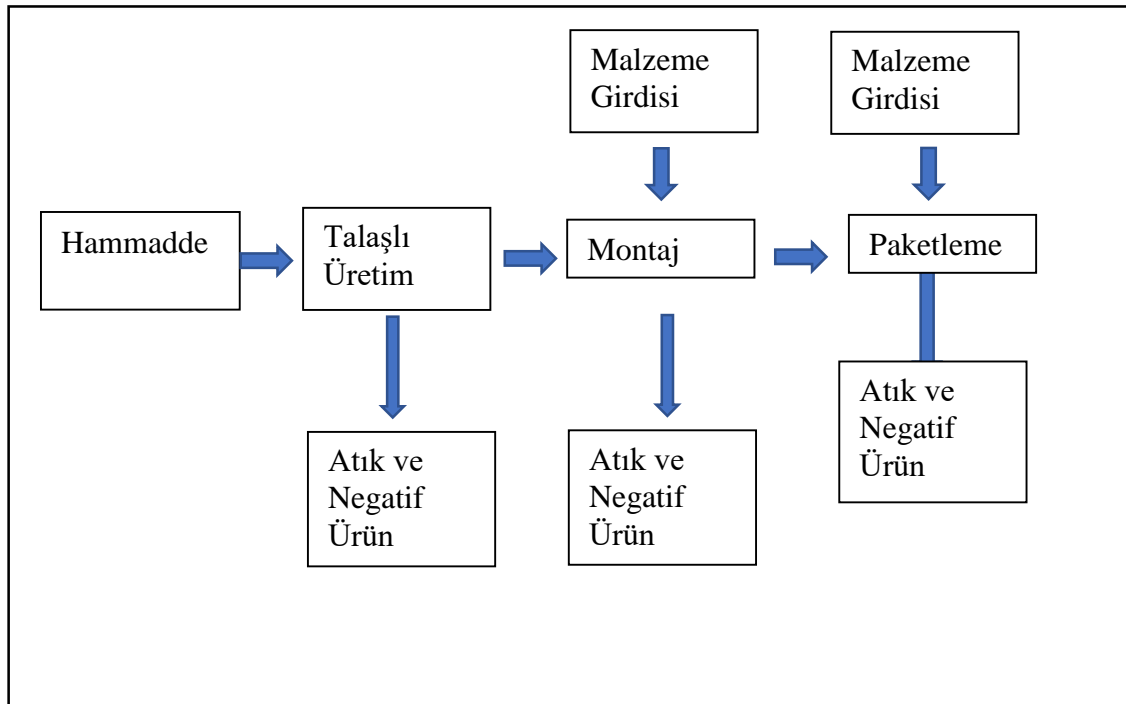 Malzeme
Girdisi
Malzeme
Girdisi
Hammadde
Talaşlı
Üretim
Montaj
Paketleme
Atık ve
Negatif
Ürün
Atık ve
Negatif
Ürün
Atık ve
Negatif
Ürün